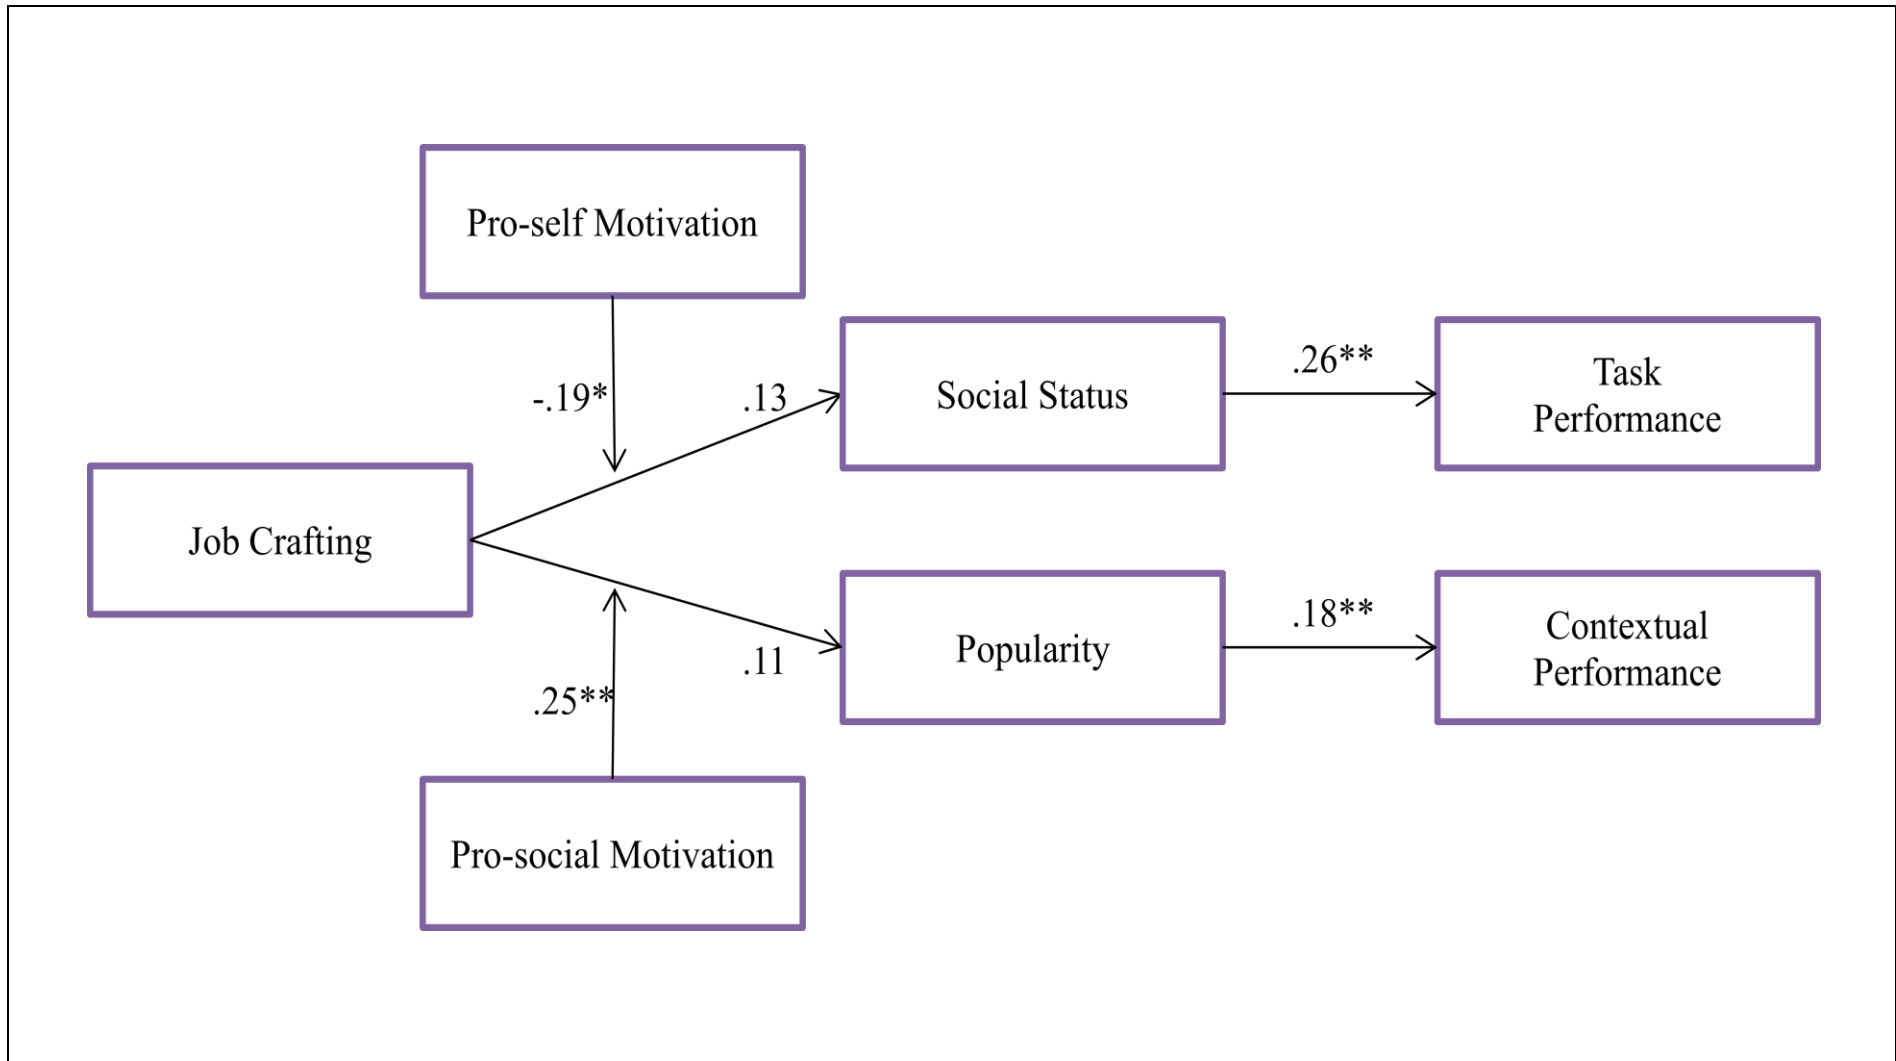 Pro-self Motivation
-.19*
.13
Social Status
.26**
Task
Performance
Job Crafting
.11
Popularity
.18**
Contextual
Performance
.25**
Pro-social Motivation